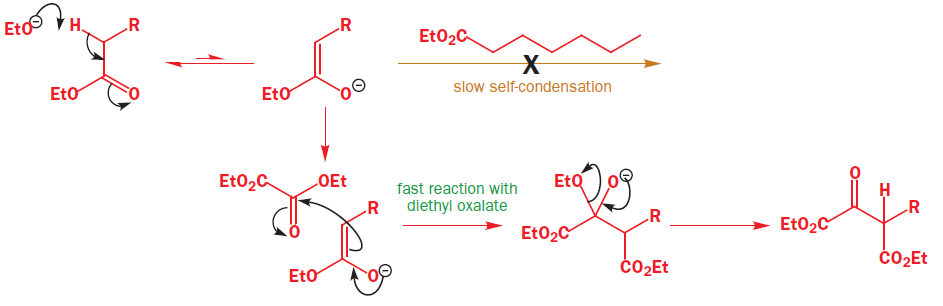 EtO⊖ H R
EtO O
EtO O⊖ R
EtO₂C
X
slow self-condensation
EtO₂C OEt
O R
EtO O⊖
fast reaction with
diethyl oxalate
EtO O⊖
EtO₂C R
CO₂Et
O H
EtO₂C R
CO₂Et